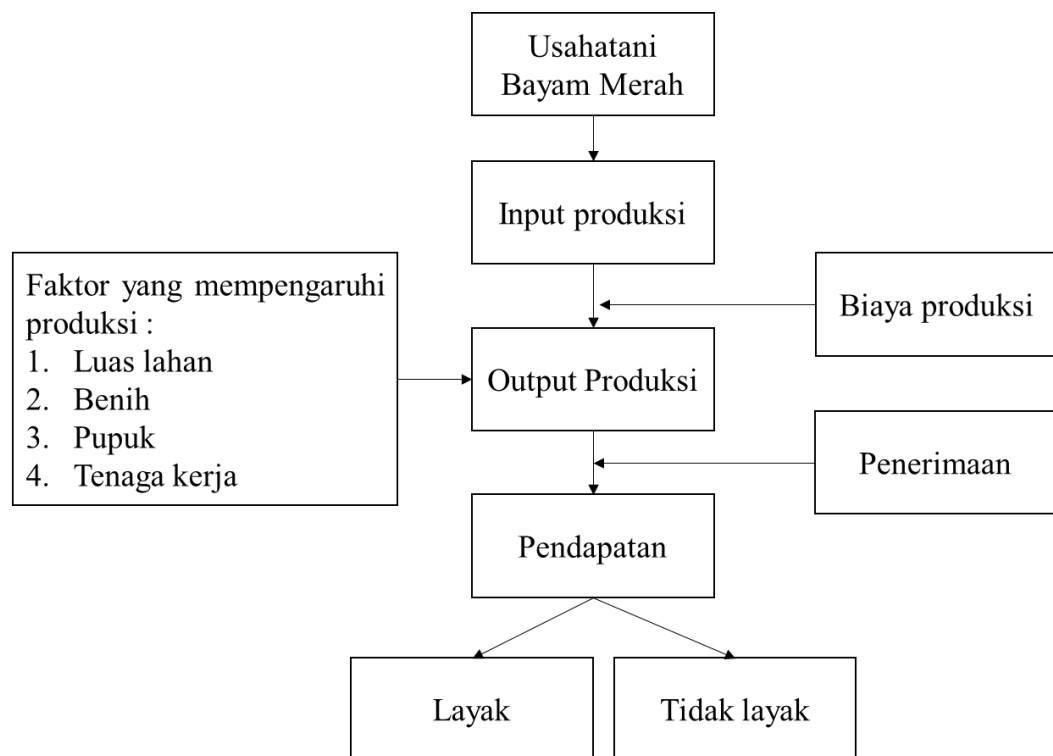 Usahatani
Bayam Merah
Input produksi
Faktor yang mempengaruhi
produksi :
1. Luas lahan
2. Benih
3. Pupuk
4. Tenaga kerja
Biaya produksi
Output Produksi
Penerimaan
Pendapatan
Layak
Tidak layak